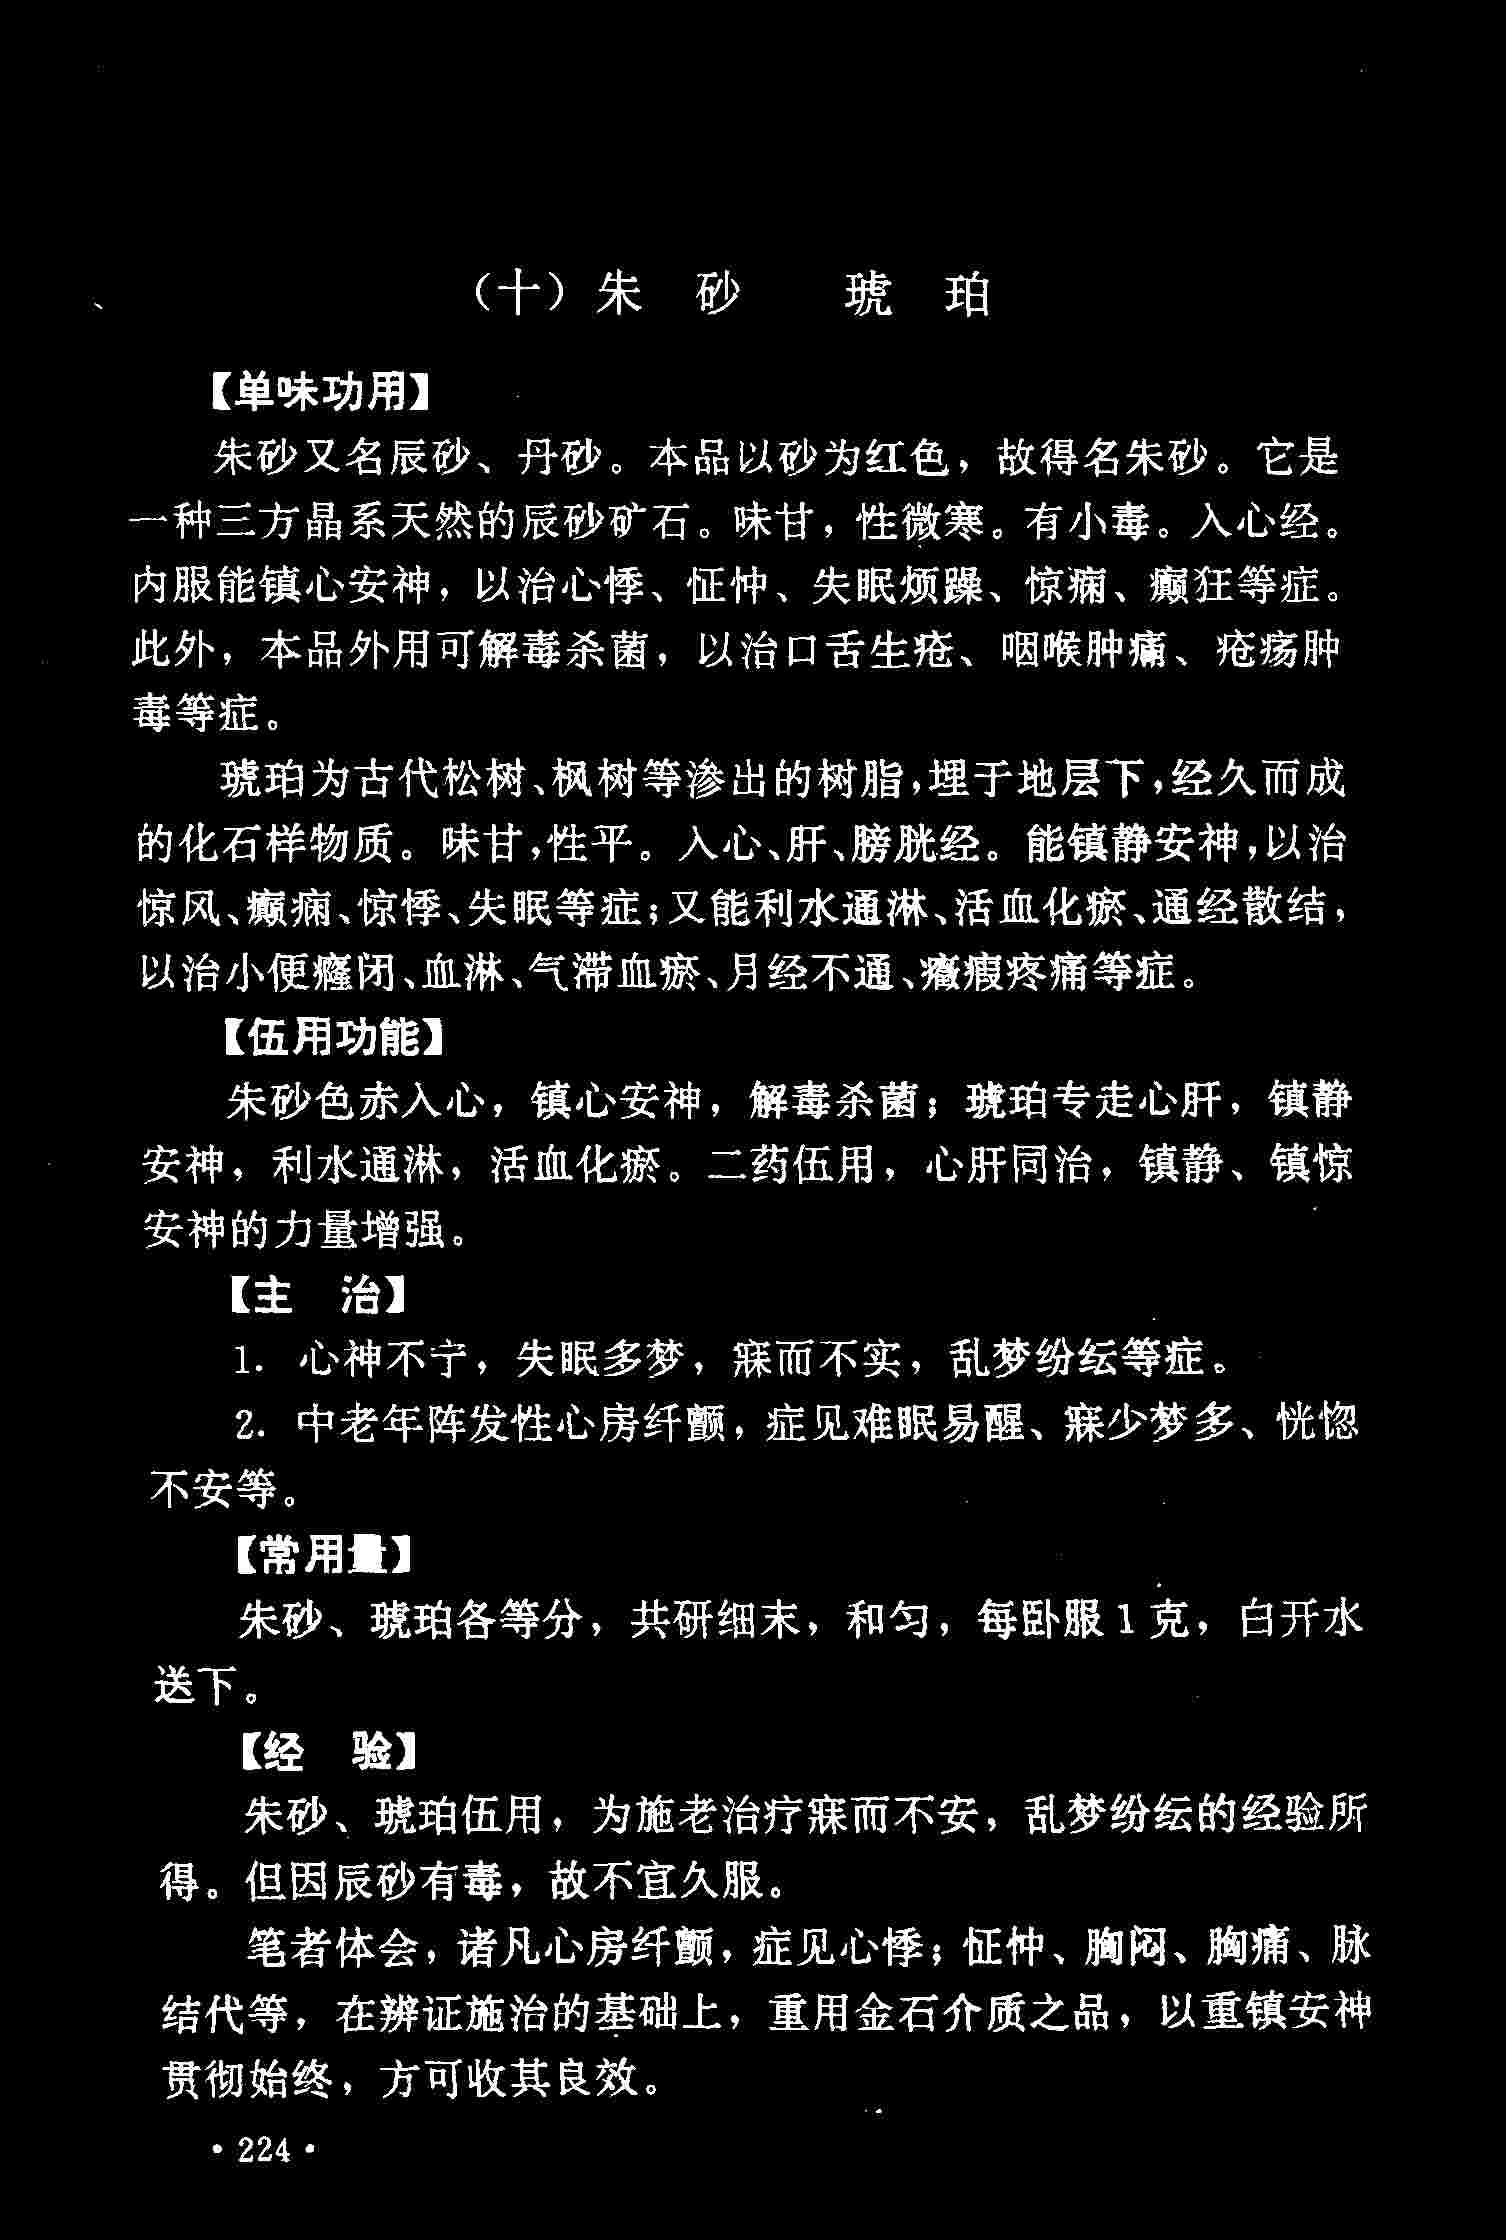 （十）朱 砂 琥 珀
【单味功用】
朱砂又名辰砂、丹砂。本品以砂为红色，故得名朱砂。它是
一种三方晶系天然的辰砂矿石。味甘，性微寒。有小毒。入心经。
内服能镇心安神，以治心悸、怔忡、失眠烦躁、惊痫、癫狂等症。
此外，本品外用可解毒杀菌，以治口舌生疮、咽喉肿痛、疮疡肿
毒等症。
琥珀为古代松树、枫树等渗出的树脂，埋于地层下，经久而成
的化石样物质。味甘，性平。入心、肝、膀胱经。能镇静安神，以治
惊风、癫痫、惊悸、失眠等症；又能利水通淋、活血化瘀、通经散结，
以治小便癃闭、血淋、气滞血瘀、月经不通、癥瘕疼痛等症。
【伍用功能】
朱砂色赤入心，镇心安神，解毒杀菌；琥珀专走心肝，镇静
安神，利水通淋，活血化瘀。二药伍用，心肝同治，镇静、镇惊
安神的力量增强。
【主 治】
1. 心神不宁，失眠多梦，寐而不实，乱梦纷纭等症。
2. 中老年阵发性心房纤颤，症见难眠易醒、寐少梦多、恍惚
不安等。
【常用量】
朱砂、琥珀各等分，共研细末，和匀，每卧服1克，白开水
送下。
【经 验】
朱砂、琥珀伍用，为施老治疗寐而不安，乱梦纷纭的经验所
得。但因辰砂有毒，故不宜久服。
笔者体会，诸凡心房纤颤，症见心悸；怔忡、胸闷、胸痛、脉
结代等，在辨证施治的基础上，重用金石介质之品，以重镇安神
贯彻始终，方可收其良效。
·224·